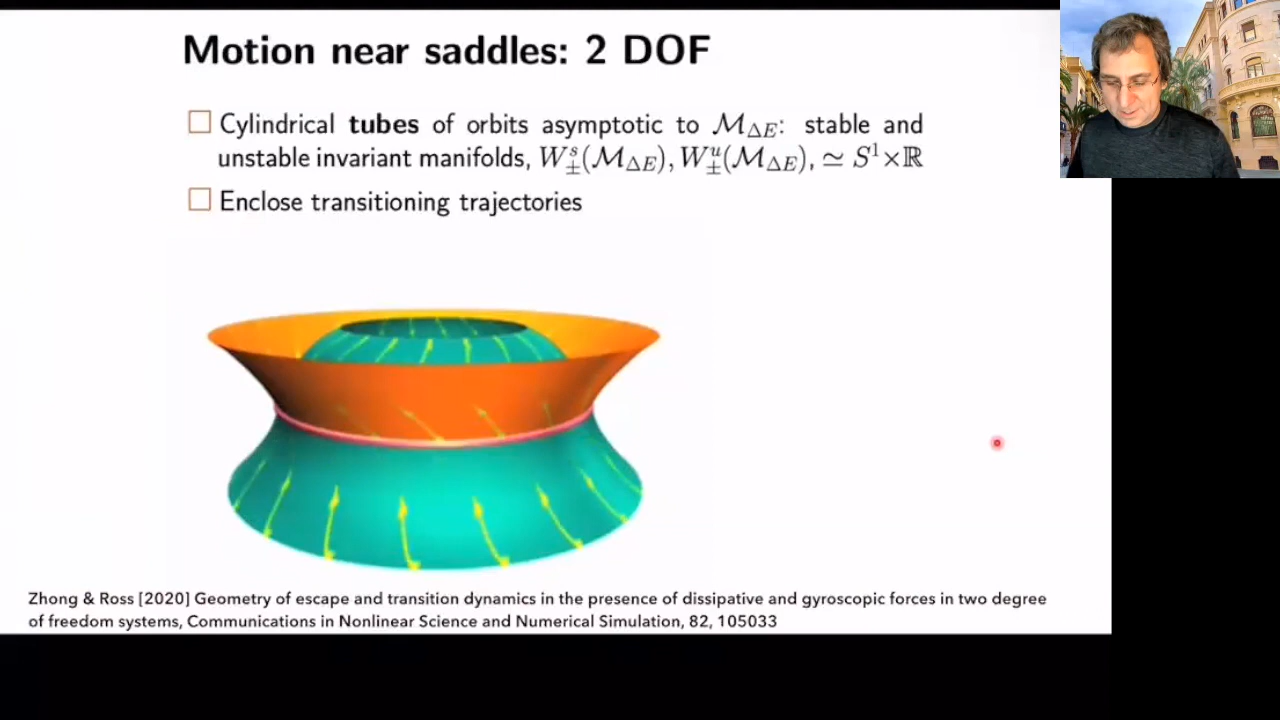 Motion near saddles: 2 DOF
□ Cylindrical tubes of orbits asymptotic to 𝓜_ΔE: stable and
unstable invariant manifolds, W^s_±(𝓜_ΔE), W^u_±(𝓜_ΔE), ≃ S¹×ℝ
□ Enclose transitioning trajectories
Zhong & Ross [2020] Geometry of escape and transition dynamics in the presence of dissipative and gyroscopic forces in two degree
of freedom systems, Communications in Nonlinear Science and Numerical Simulation, 82, 105033